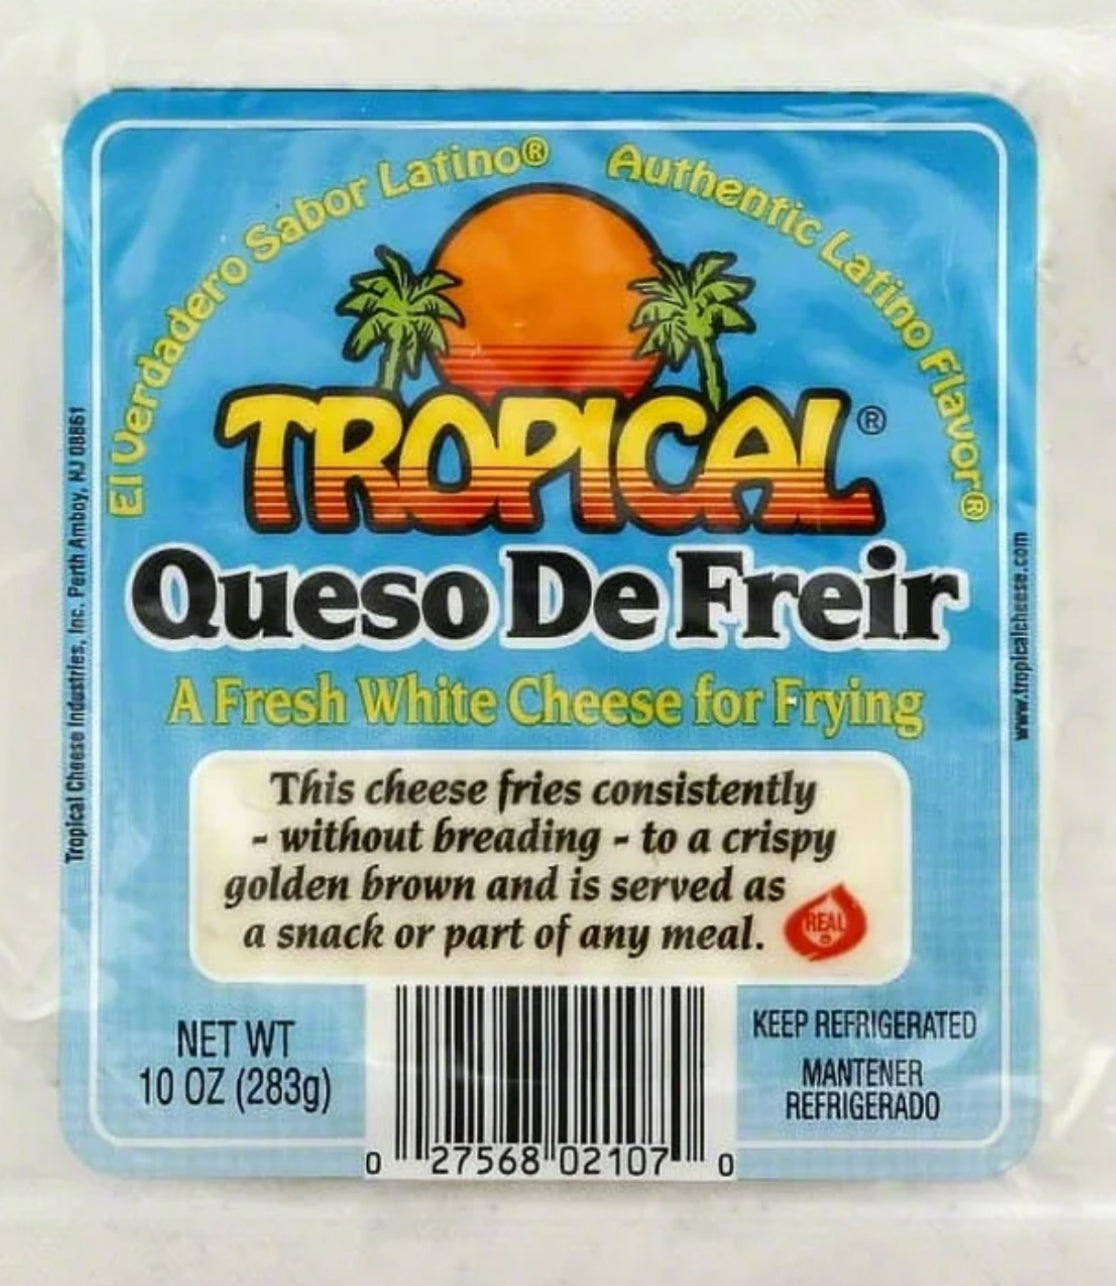 El Verdadero Sabor Latino®
Authentic Latino Flavor®
TROPICAL®
Queso De Freir
A Fresh White Cheese for Frying
This cheese fries consistently
- without breading - to a crispy
golden brown and is served as
a snack or part of any meal.
REAL®
NET WT
10 OZ (283g)
KEEP REFRIGERATED
MANTENER
REFRIGERADO
0 27568 02107 0
Tropical Cheese Industries, Inc. Perth Amboy, NJ 08861
www.tropicalcheese.com